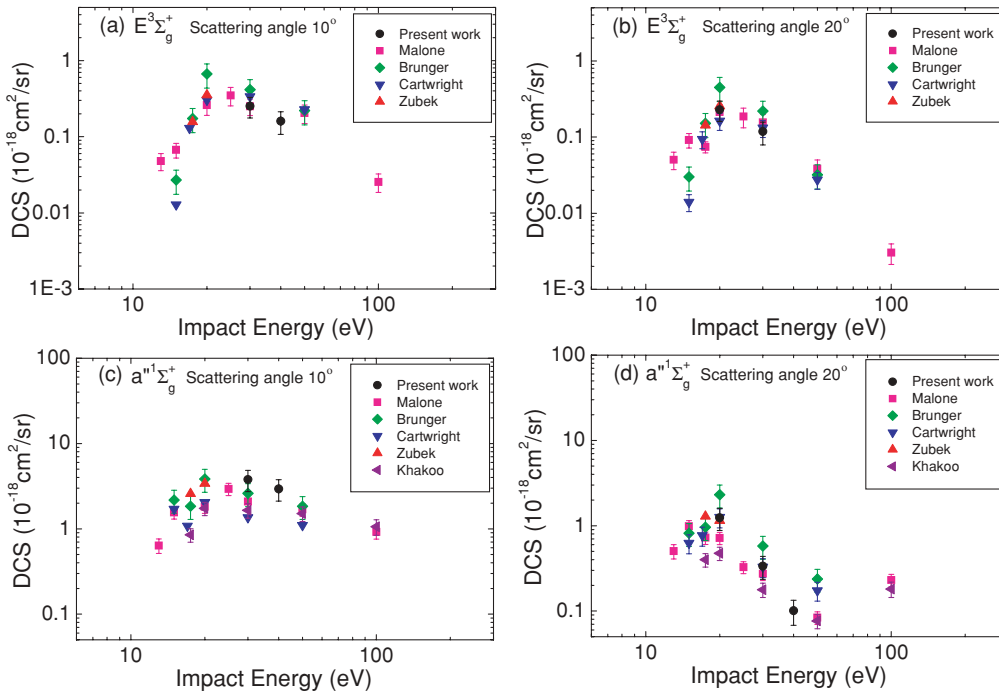 (a) E³Σg⁺ Scattering angle 10°
Present work
Malone
Brunger
Cartwright
Zubek
1
0.1
0.01
1E-3
DCS (10⁻¹⁸cm²/sr)
10
100
Impact Energy (eV)
(b) E³Σg⁺ Scattering angle 20°
Present work
Malone
Brunger
Cartwright
Zubek
1
0.1
0.01
1E-3
DCS (10⁻¹⁸cm²/sr)
10
100
Impact Energy (eV)
(c) a"¹Σg⁺ Scattering angle 10°
Present work
Malone
Brunger
Cartwright
Zubek
Khakoo
100
10
1
0.1
DCS (10⁻¹⁸cm²/sr)
10
100
Impact Energy (eV)
(d) a"¹Σg⁺ Scattering angle 20°
Present work
Malone
Brunger
Cartwright
Zubek
Khakoo
100
10
1
0.1
DCS (10⁻¹⁸cm²/sr)
10
100
Impact Energy (eV)